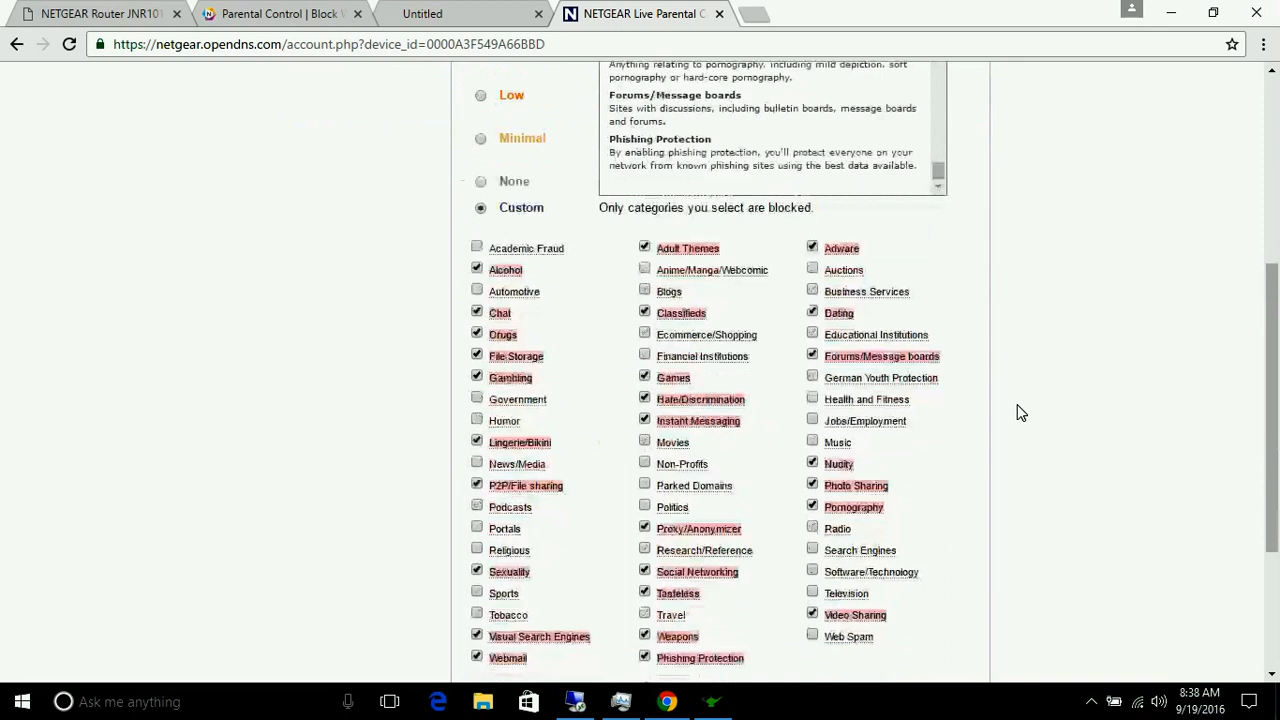 NETGEAR Router JNR101
Parental Control | Block W
Untitled
NETGEAR Live Parental C
https://netgear.opendns.com/account.php?device_id=0000A3F549A66BBD
Anything relating to pornography, including mild depiction, soft
pornography or hard-core pornography.
Low
Forums/Message boards
Sites with discussions, including bulletin boards, message boards
and forums.
Minimal
Phishing Protection
By enabling phishing protection, you'll protect everyone on your
network from known phishing sites using the best data available.
None
Custom Only categories you select are blocked.
Academic Fraud Adult Themes Adware
Alcohol Anime/Manga/Webcomic Auctions
Automotive Blogs Business Services
Chat Classifieds Dating
Drugs Ecommerce/Shopping Educational Institutions
File Storage Financial Institutions Forums/Message boards
Gambling Games German Youth Protection
Government Hate/Discrimination Health and Fitness
Humor Instant Messaging Jobs/Employment
Lingerie/Bikini Movies Music
News/Media Non-Profits Nudity
P2P/File sharing Parked Domains Photo Sharing
Podcasts Politics Pornography
Portals Proxy/Anonymizer Radio
Religious Research/Reference Search Engines
Sexuality Social Networking Software/Technology
Sports Tasteless Television
Tobacco Travel Video Sharing
Visual Search Engines Weapons Web Spam
Webmail Phishing Protection
Ask me anything
8:38 AM
9/19/2016